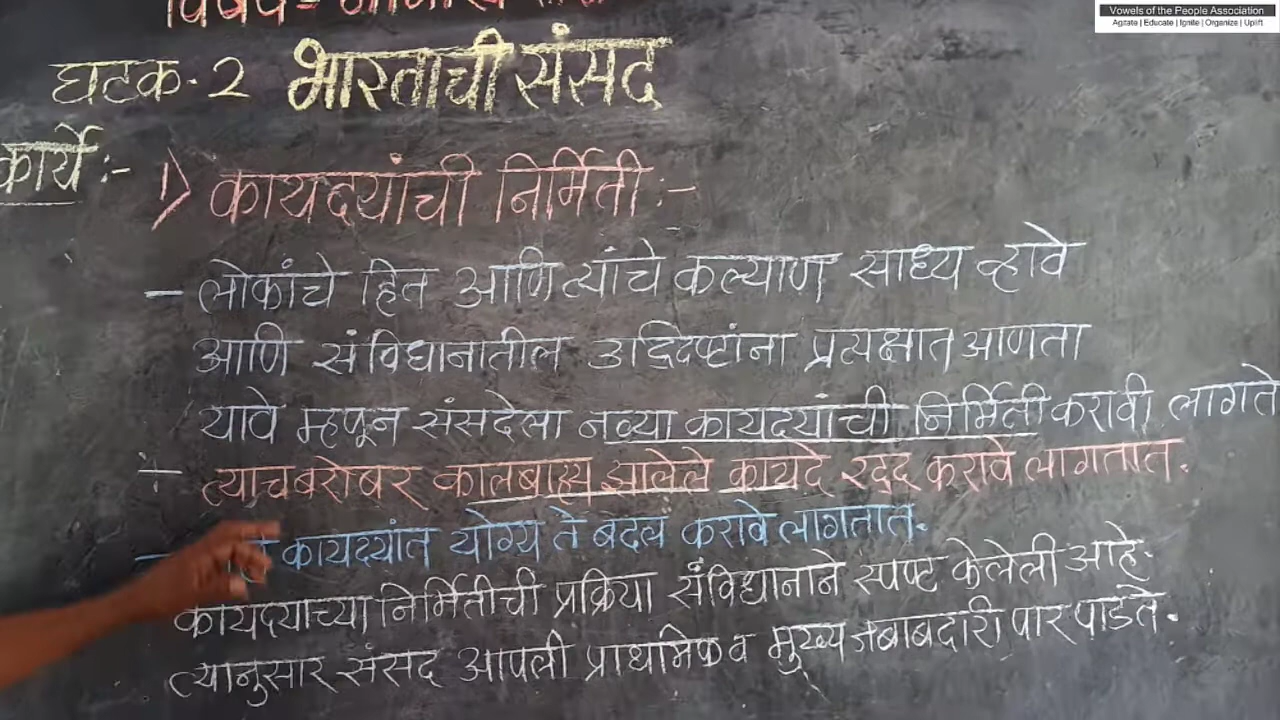 Vowels of the People Association
Agate | Educate | Ignite | Organize | Uplift
विषय -
घटक - 2 भारताची संसद
कार्ये :-
1) कायद्यांची निर्मिती :-
- लोकांचे हित आणि त्यांचे कल्याण साध्य व्हावे
आणि संविधानातील उद्दिष्टांना प्रत्यक्षात आणता
यावे म्हणून संसदेला नव्या कायद्यांची निर्मिती करावी लागते
- त्याचबरोबर कालबाह्य झालेले कायदे रद्द करावे लागतात.
- कायद्यांत योग्य ते बदल करावे लागतात.
कायद्याच्या निर्मितीची प्रक्रिया संविधानाने स्पष्ट केलेली आहे.
त्यानुसार संसद आपली प्राथमिक व मुख्य जबाबदारी पार पाडते.